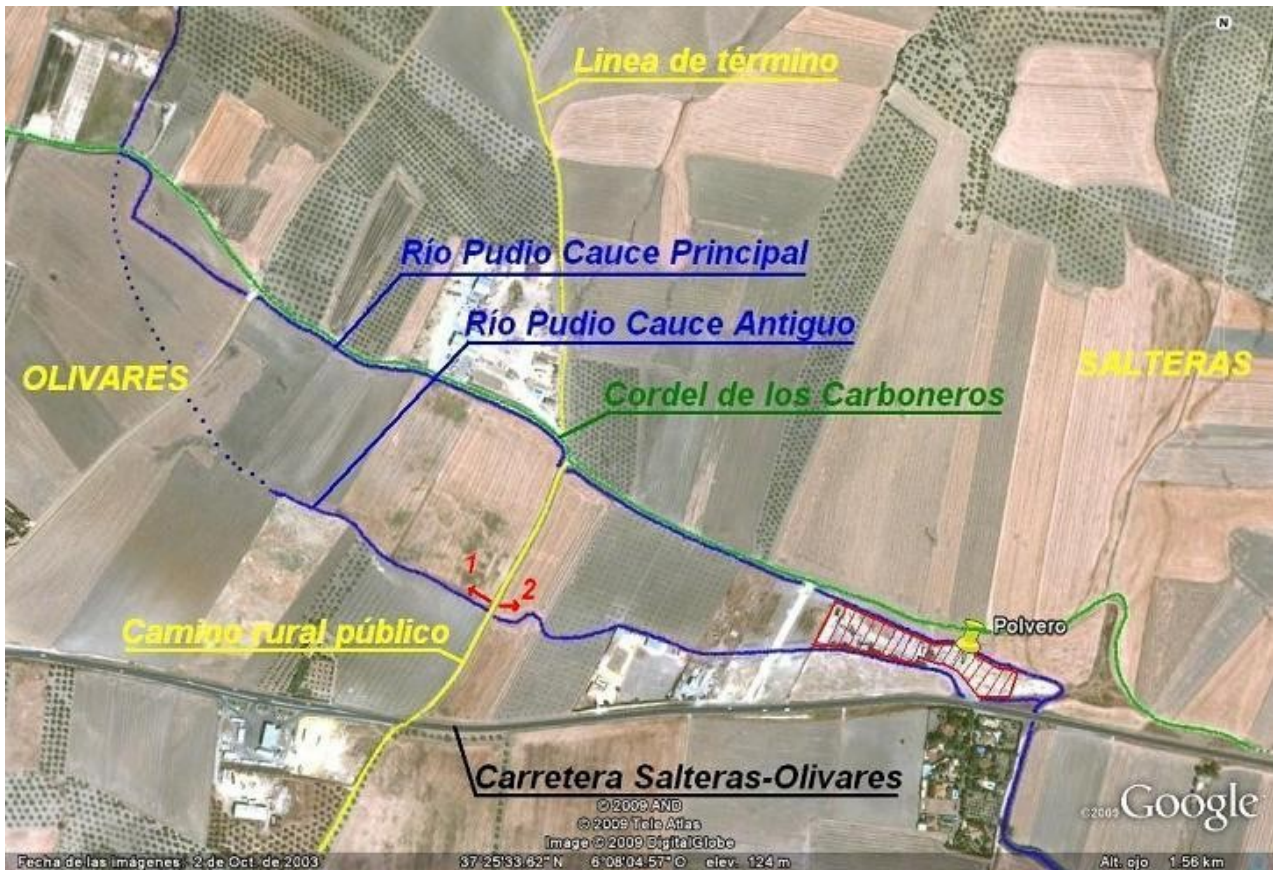 N
Linea de término
Río Pudio Cauce Principal
Río Pudio Cauce Antiguo
OLIVARES
SALTERAS
Cordel de los Carboneros
1
2
Camino rural público
Polvero
Carretera Salteras-Olivares
© 2009 AND
© 2009 Tele Atlas
Image © 2009 DigitalGlobe
©2009 Google
Fecha de las imágenes: 2 de Oct. de 2003 37°25'33.62" N 6°08'04.57" O elev. 124 m Alt. ojo 1.56 km